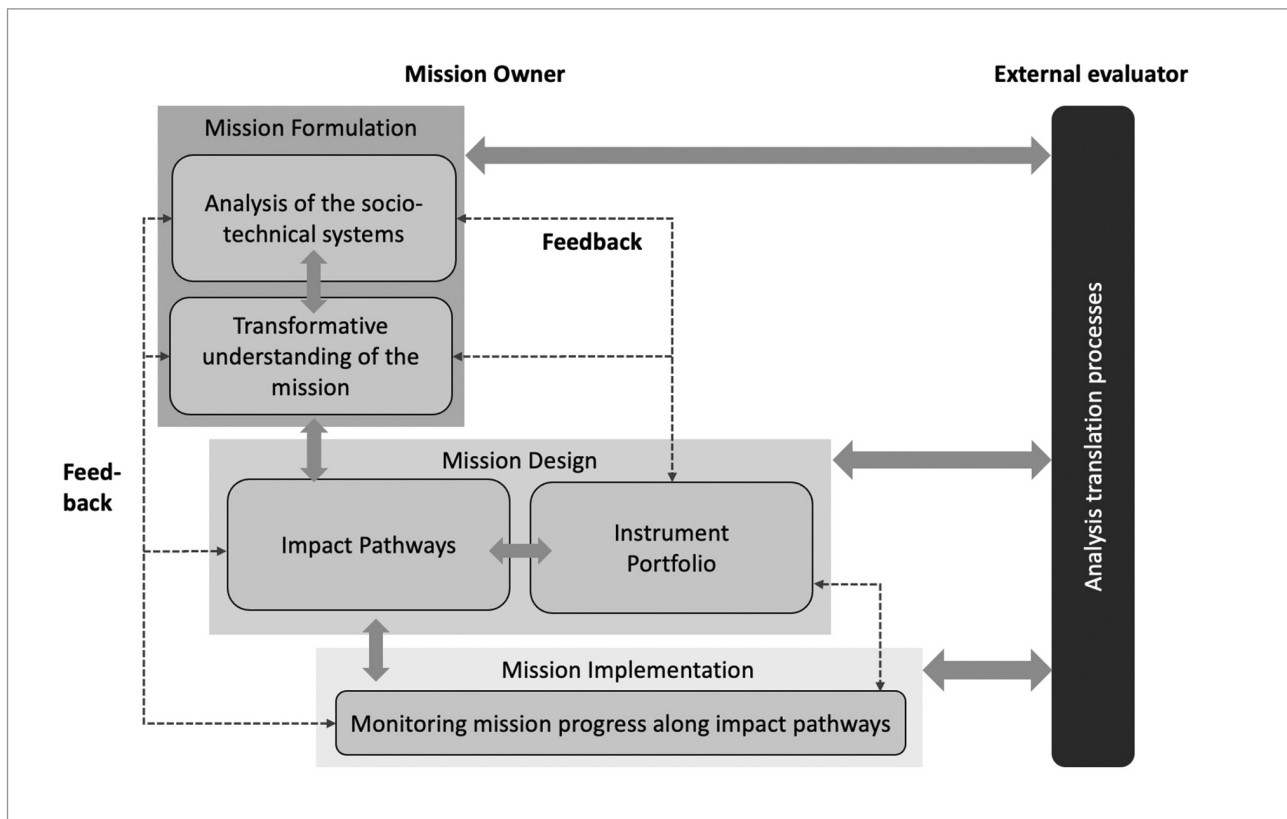 Mission Owner
External evaluator
Mission Formulation
Analysis of the socio-
technical systems
Feedback
Transformative
understanding of the
mission
Mission Design
Feed-
back
Impact Pathways
Instrument
Portfolio
Mission Implementation
Monitoring mission progress along impact pathways
Analysis translation processes